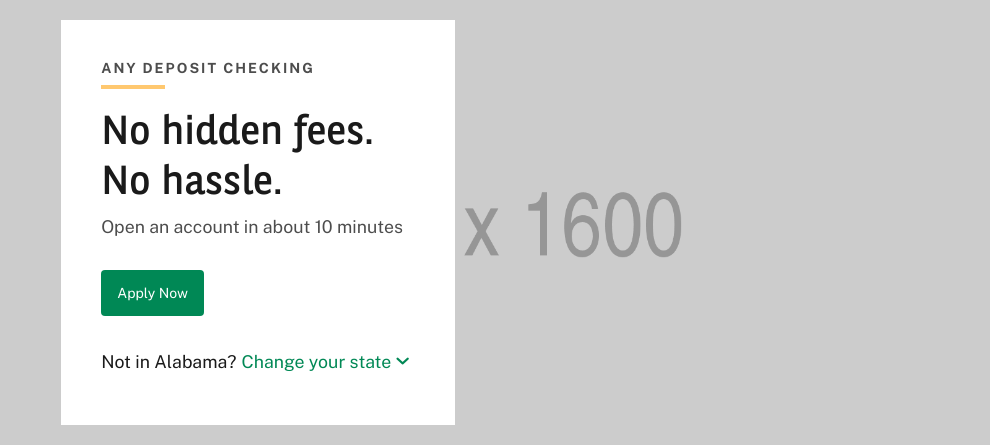 ANY DEPOSIT CHECKING
No hidden fees.
No hassle.
Open an account in about 10 minutes
Apply Now
Not in Alabama? Change your state
x 1600